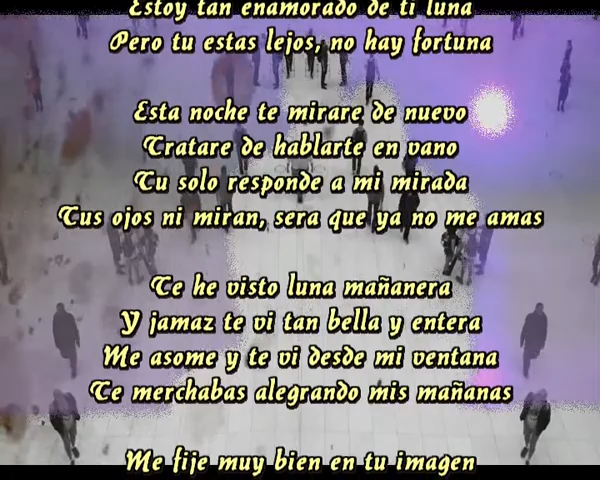 Estoy tan enamorado de ti luna
Pero tu estas lejos, no hay fortuna
Esta noche te mirare de nuevo
Tratare de hablarte en vano
Tu solo responde a mi mirada
Tus ojos ni miran, sera que ya no me amas
Te he visto luna mañanera
Y jamaz te vi tan bella y entera
Me asome y te vi desde mi ventana
Te merchabas alegrando mis mañanas
Me fije muy bien en tu imagen